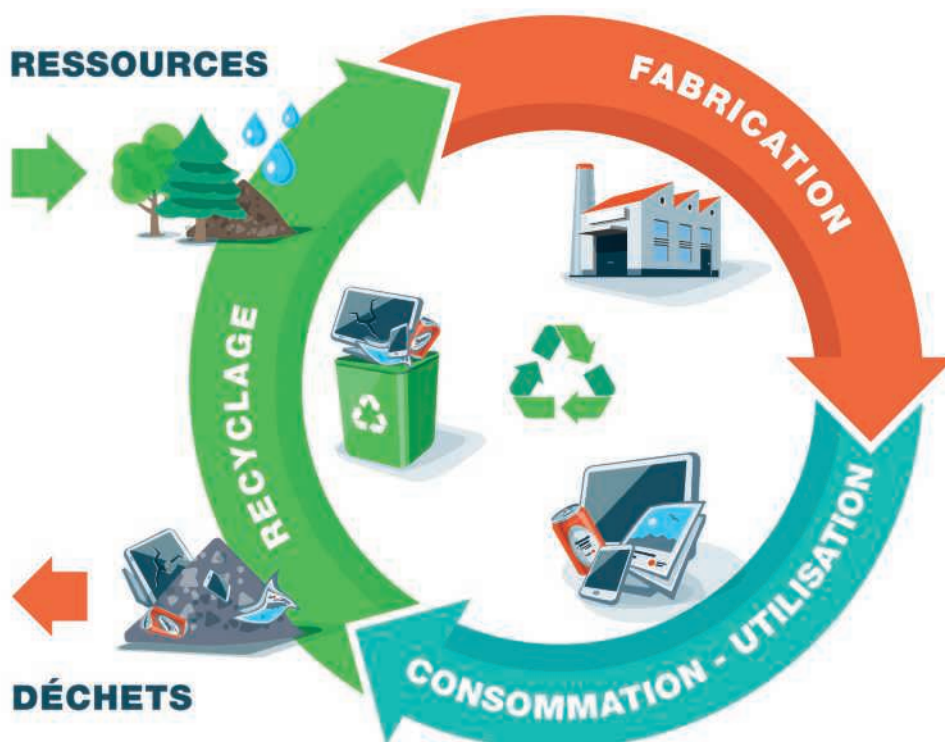 RESSOURCES
FABRICATION
RECYCLAGE
CONSOMMATION - UTILISATION
DÉCHETS